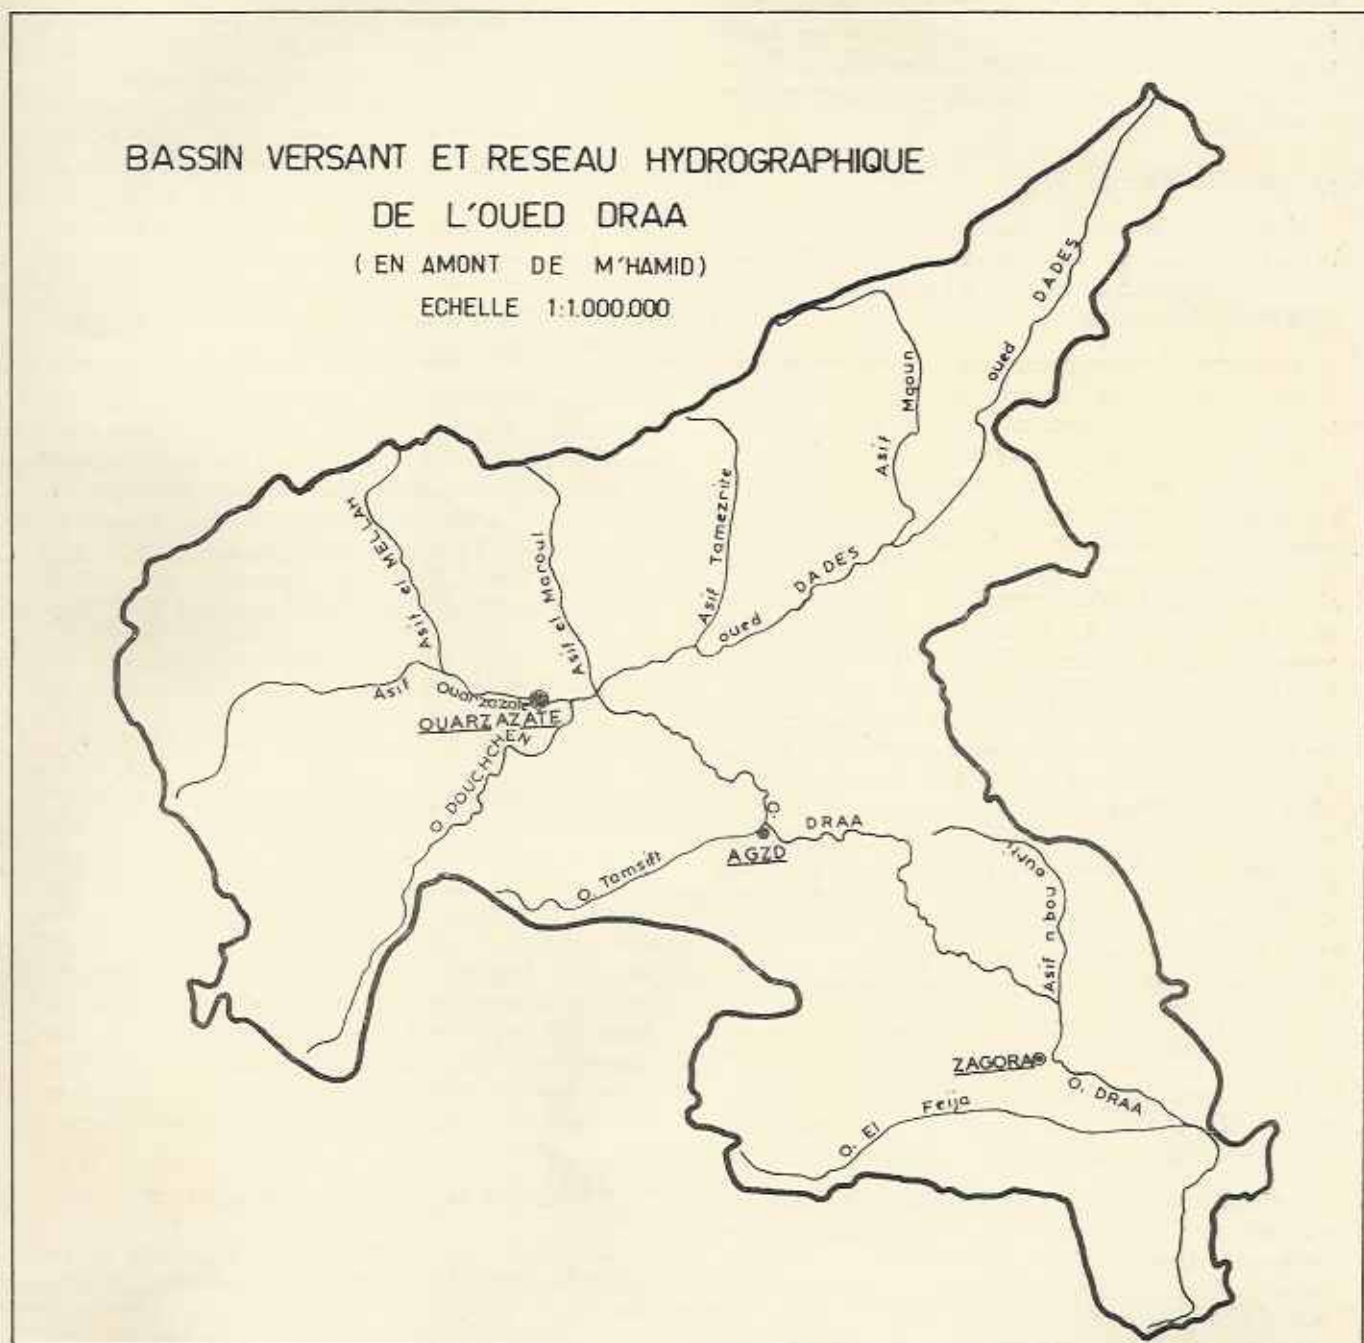 BASSIN VERSANT ET RESEAU HYDROGRAPHIQUE
DE L'OUED DRAA
( EN AMONT DE M'HAMID)
ECHELLE 1:1.000.000
oued DADES
Asif Mqoun
Asif Tamezrite
oued DADES
Asif el MELLAH
Asif el Maroul
Asif Ouarzazate
OUARZAZATE
O. DOUCHCHEN
O. DRAA
AGZD
O. Tamsift
Asif n bou
ZAGORA
O. DRAA
O. El Feija